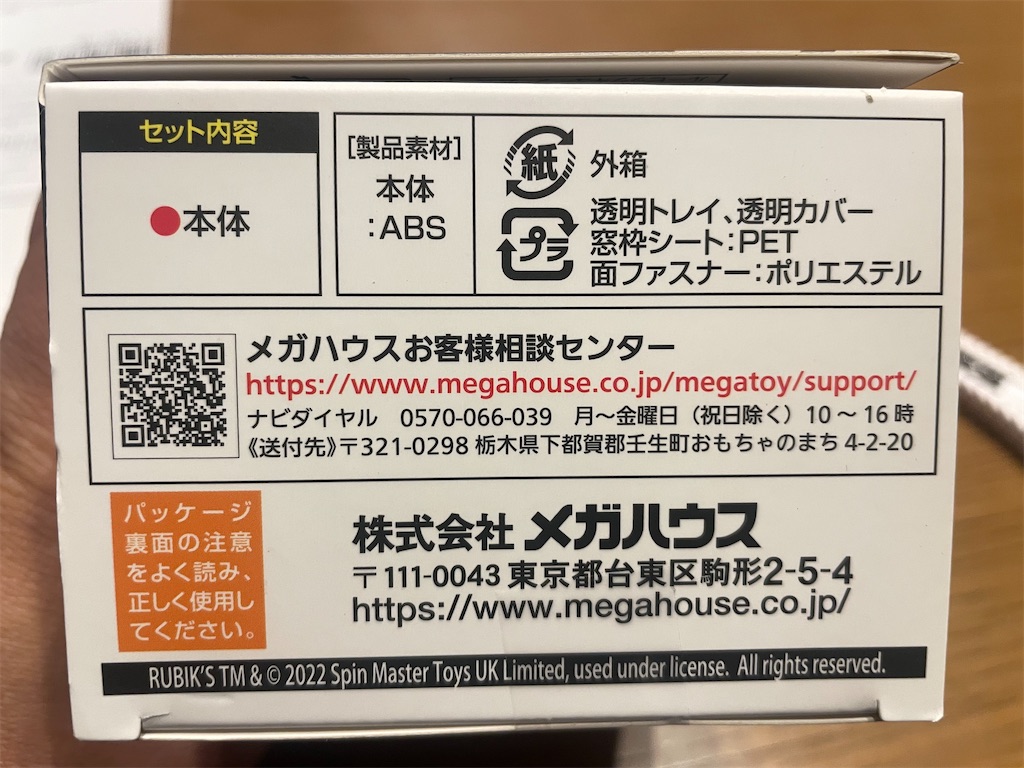 セット内容
●本体
[製品素材]
本体
:ABS
紙
外箱
プラ
透明トレイ、透明カバー
窓枠シート:PET
面ファスナー:ポリエステル
メガハウスお客様相談センター
https://www.megahouse.co.jp/megatoy/support/
ナビダイヤル 0570-066-039 月～金曜日（祝日除く）10～16時
《送付先》〒321-0298 栃木県下都賀郡壬生町おもちゃのまち4-2-20
パッケージ
裏面の注意
をよく読み、
正しく使用し
てください。
株式会社 メガハウス
〒111-0043 東京都台東区駒形2-5-4
https://www.megahouse.co.jp/
RUBIK'S TM & © 2022 Spin Master Toys UK Limited, used under license. All rights reserved.